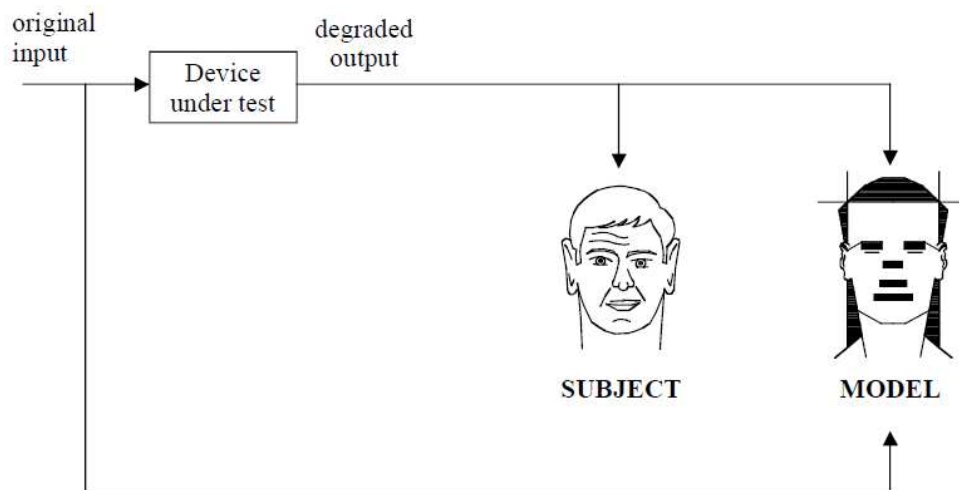 original
input
Device
under test
degraded
output
SUBJECT
MODEL